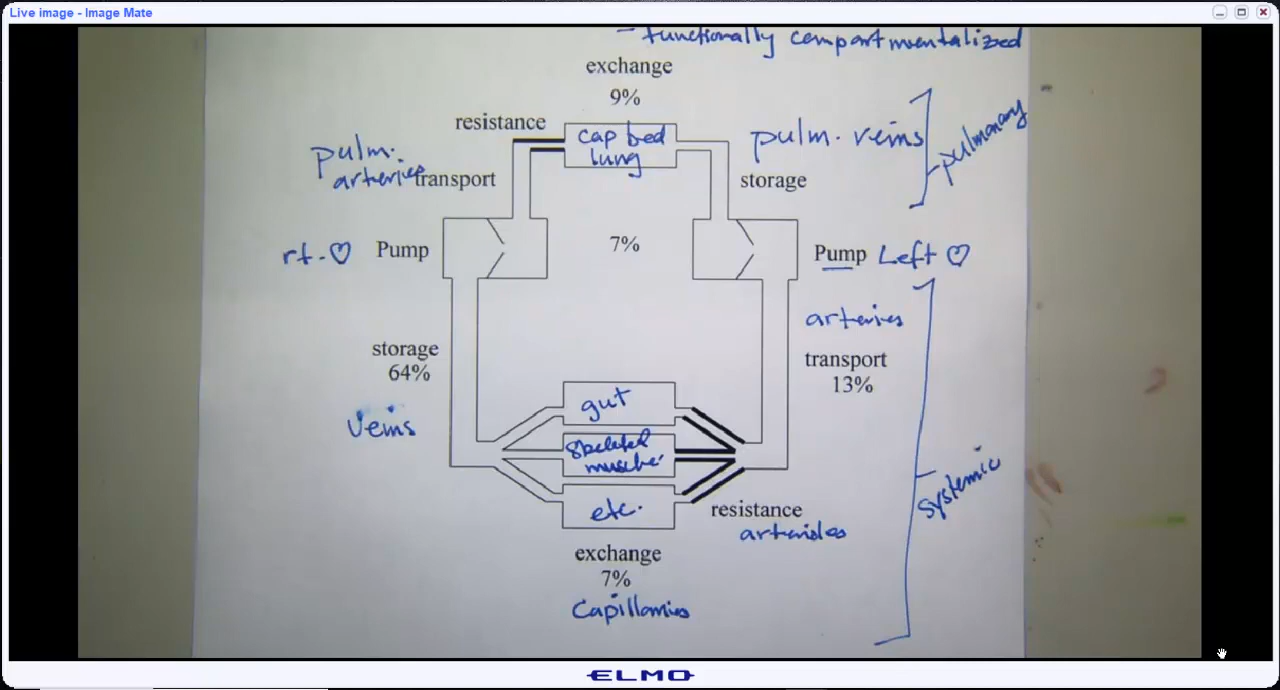 Live image - Image Mate
- functionally compartmentalized
exchange
9%
resistance
cap bed
lung
pulm. veins
pulmonary
pulm.
arteries
transport
storage
rt. ♡
Pump
7%
Pump
Left ♡
arteries
storage
64%
transport
13%
veins
gut
skeletal
muscle
systemic
etc.
resistance
arterioles
exchange
7%
Capillaries
ELMO